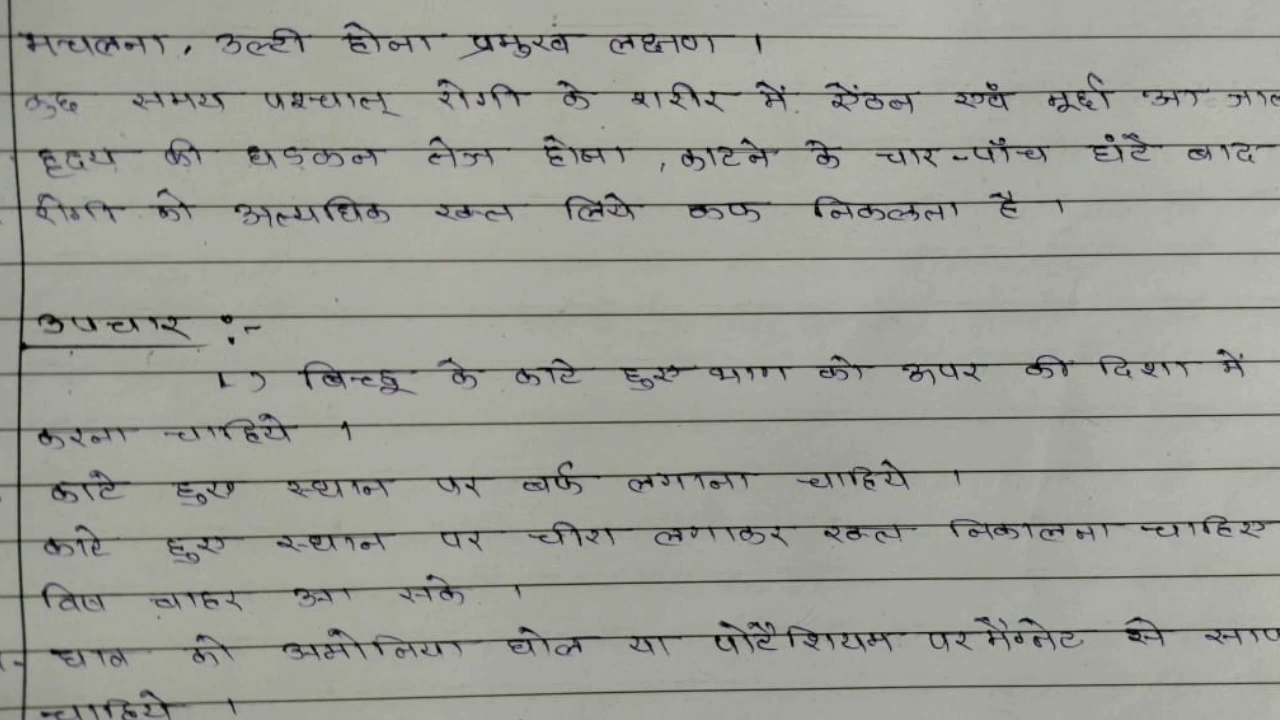 मचलना, उल्टी होना प्रमुख लक्षण ।
कुछ समय पश्चात् रोगी के शरीर में ऐंठन एवं मूर्छा आ
हृदय की धड़कन तेज होना, काटने के चार-पाँच घंटे बाद
रोगी को अत्यधिक रक्त लिये कफ निकलता है ।
उपचार :-
1) बिच्छू के काटे हुए भाग को ऊपर की दिशा में
करना चाहिये ।
काटे हुए स्थान पर बर्फ लगाना चाहिये ।
काटे हुए स्थान पर चीरा लगाकर रक्त निकालना चाहिए
विष बाहर आ सके ।
घाव को अमोनिया घोल या पोटैशियम परमैग्नेट से
चाहिये ।